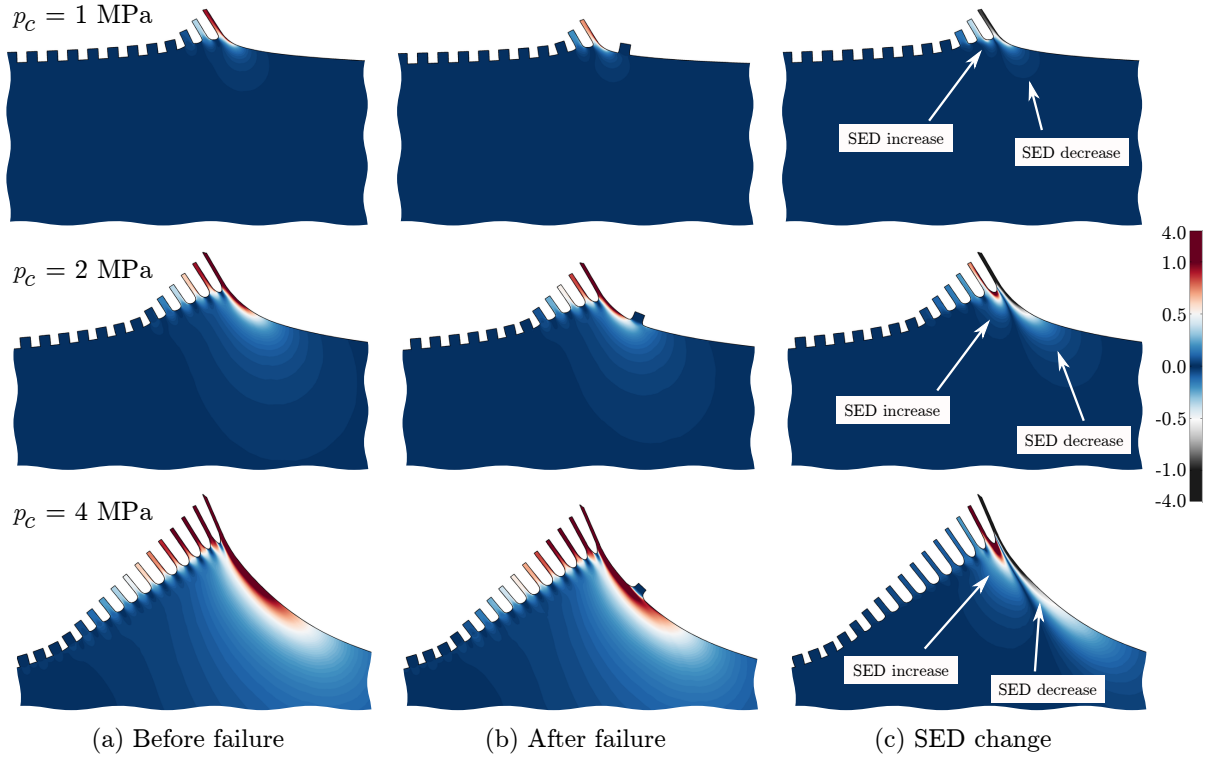 p_c = 1 MPa
SED increase
SED decrease
p_c = 2 MPa
SED increase
SED decrease
4.0
1.0
0.5
0.0
-0.5
-1.0
-4.0
p_c = 4 MPa
SED increase
SED decrease
(a) Before failure
(b) After failure
(c) SED change